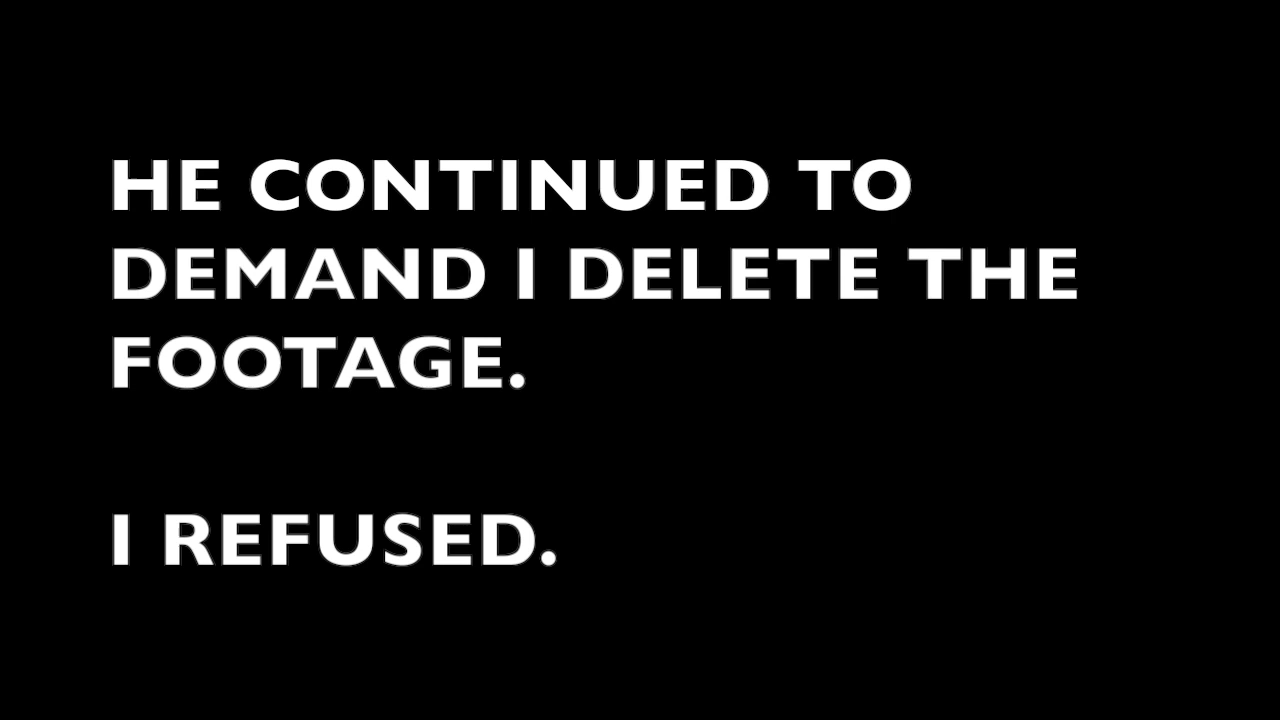 HE CONTINUED TO
DEMAND I DELETE THE
FOOTAGE.
I REFUSED.